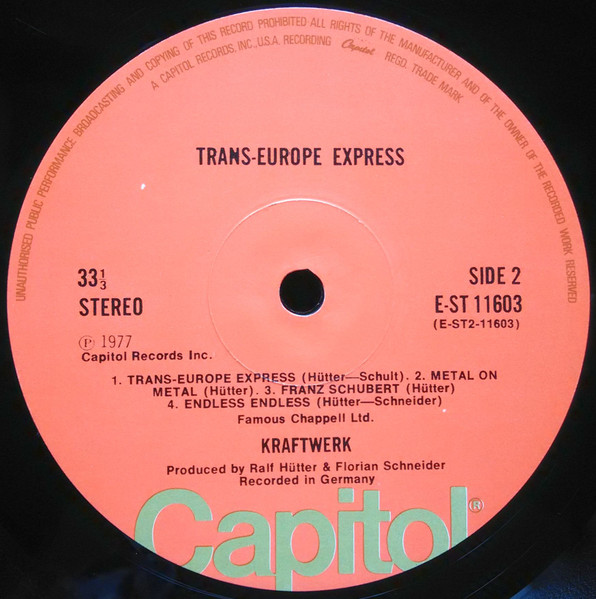 UNAUTHORISED PUBLIC PERFORMANCE BROADCASTING AND COPYING OF THIS RECORD PROHIBITED ALL RIGHTS OF THE MANUFACTURER AND OF THE OWNER OF THE RECORDED WORK RESERVED
A CAPITOL RECORDS, INC., U.S.A. RECORDING Capitol REGD. TRADE MARK
TRANS-EUROPE EXPRESS
33⅓
STEREO
SIDE 2
E-ST 11603
(E-ST2-11603)
℗ 1977
Capitol Records Inc.
1. TRANS-EUROPE EXPRESS (Hütter—Schult). 2. METAL ON
METAL (Hütter). 3. FRANZ SCHUBERT (Hütter)
4. ENDLESS ENDLESS (Hütter—Schneider)
Famous Chappell Ltd.
KRAFTWERK
Produced by Ralf Hütter & Florian Schneider
Recorded in Germany
Capitol®